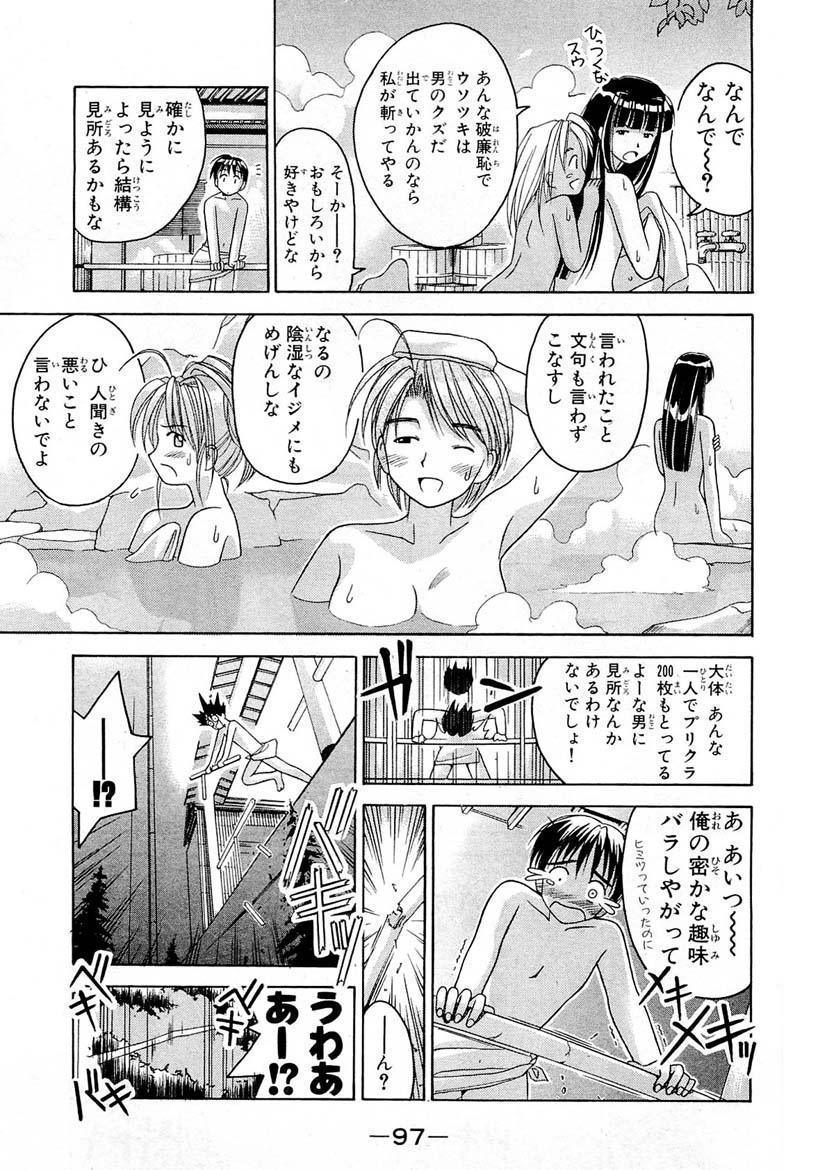 なんで
なんで〜?
ひっつくな
スウ
あんな破廉恥で
ウソツキは
男のクズだ
出ていかんのなら
私が斬ってやる
そーか──?
おもしろいから
好きやけどな
確かに
見ように
よったら結構
見所あるかもな
言われたこと
文句も言わず
こなすし
なるの
陰湿なイジメにも
めげんしな
ひ 人聞きの
悪いこと
言わないでよ
大体 あんな
一人でプリクラ
200枚もとってる
よーな男に
見所なんか
あるわけ
ないでしょ!
ガーン
あ あいつ〜〜
俺の密かな趣味
バラしやがって
ヒミツっていったのに
メキ
メキッ
──ん?
──!?
バキバキ
うわあ
あー!?
ベキ
ベキ
バキ
—97—